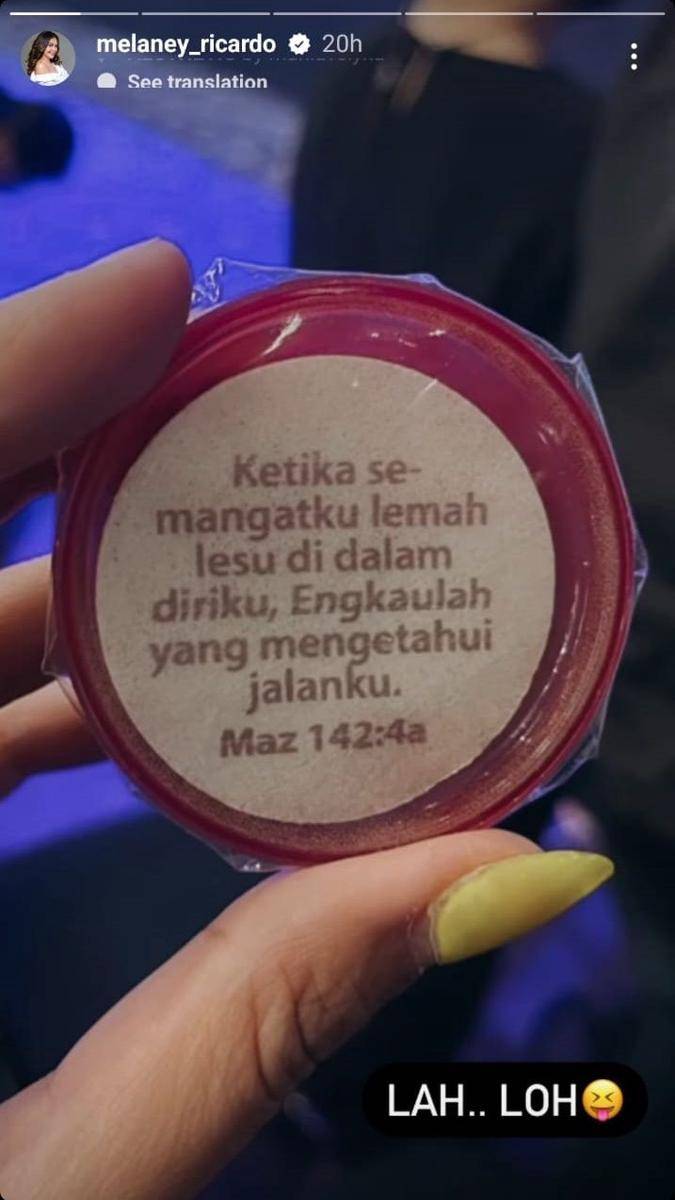 melaney_ricardo 20h
See translation
Ketika se-
mangatku lemah
lesu di dalam
diriku, Engkaulah
yang mengetahui
jalanku.
Maz 142:4a
LAH.. LOH😝